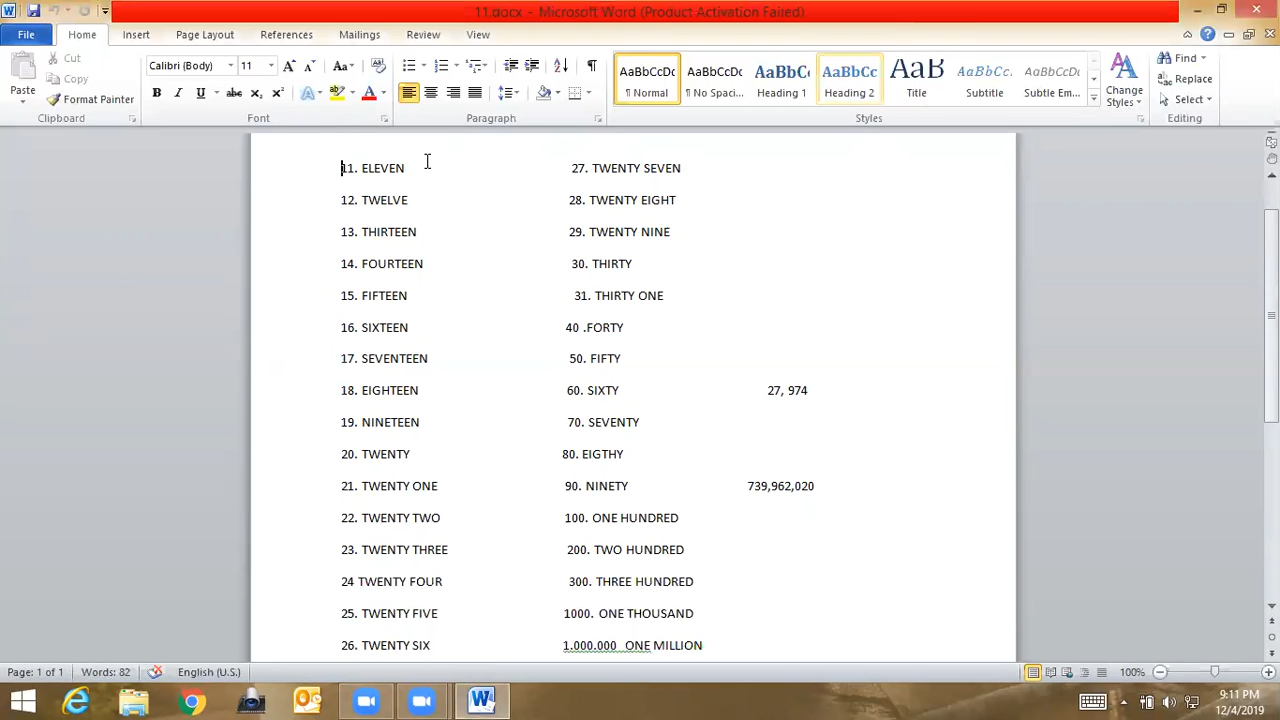 11.docx - Microsoft Word (Product Activation Failed)
File Home Insert Page Layout References Mailings Review View
Cut
Copy
Format Painter
Paste
Calibri (Body) 11
AaBbCcDc AaBbCcDc AaBbCc AaBbCc AaB AaBbCcDc AaBbCcDc
¶ Normal ¶ No Spaci... Heading 1 Heading 2 Title Subtitle Subtle Em...
Change Styles
Find
Replace
Select
Clipboard Font Paragraph Styles Editing
11. ELEVEN 27. TWENTY SEVEN
12. TWELVE 28. TWENTY EIGHT
13. THIRTEEN 29. TWENTY NINE
14. FOURTEEN 30. THIRTY
15. FIFTEEN 31. THIRTY ONE
16. SIXTEEN 40 .FORTY
17. SEVENTEEN 50. FIFTY
18. EIGHTEEN 60. SIXTY 27, 974
19. NINETEEN 70. SEVENTY
20. TWENTY 80. EIGTHY
21. TWENTY ONE 90. NINETY 739,962,020
22. TWENTY TWO 100. ONE HUNDRED
23. TWENTY THREE 200. TWO HUNDRED
24 TWENTY FOUR 300. THREE HUNDRED
25. TWENTY FIVE 1000. ONE THOUSAND
26. TWENTY SIX 1.000.000 ONE MILLION
Page: 1 of 1 Words: 82 English (U.S.) 100%
9:11 PM
12/4/2019